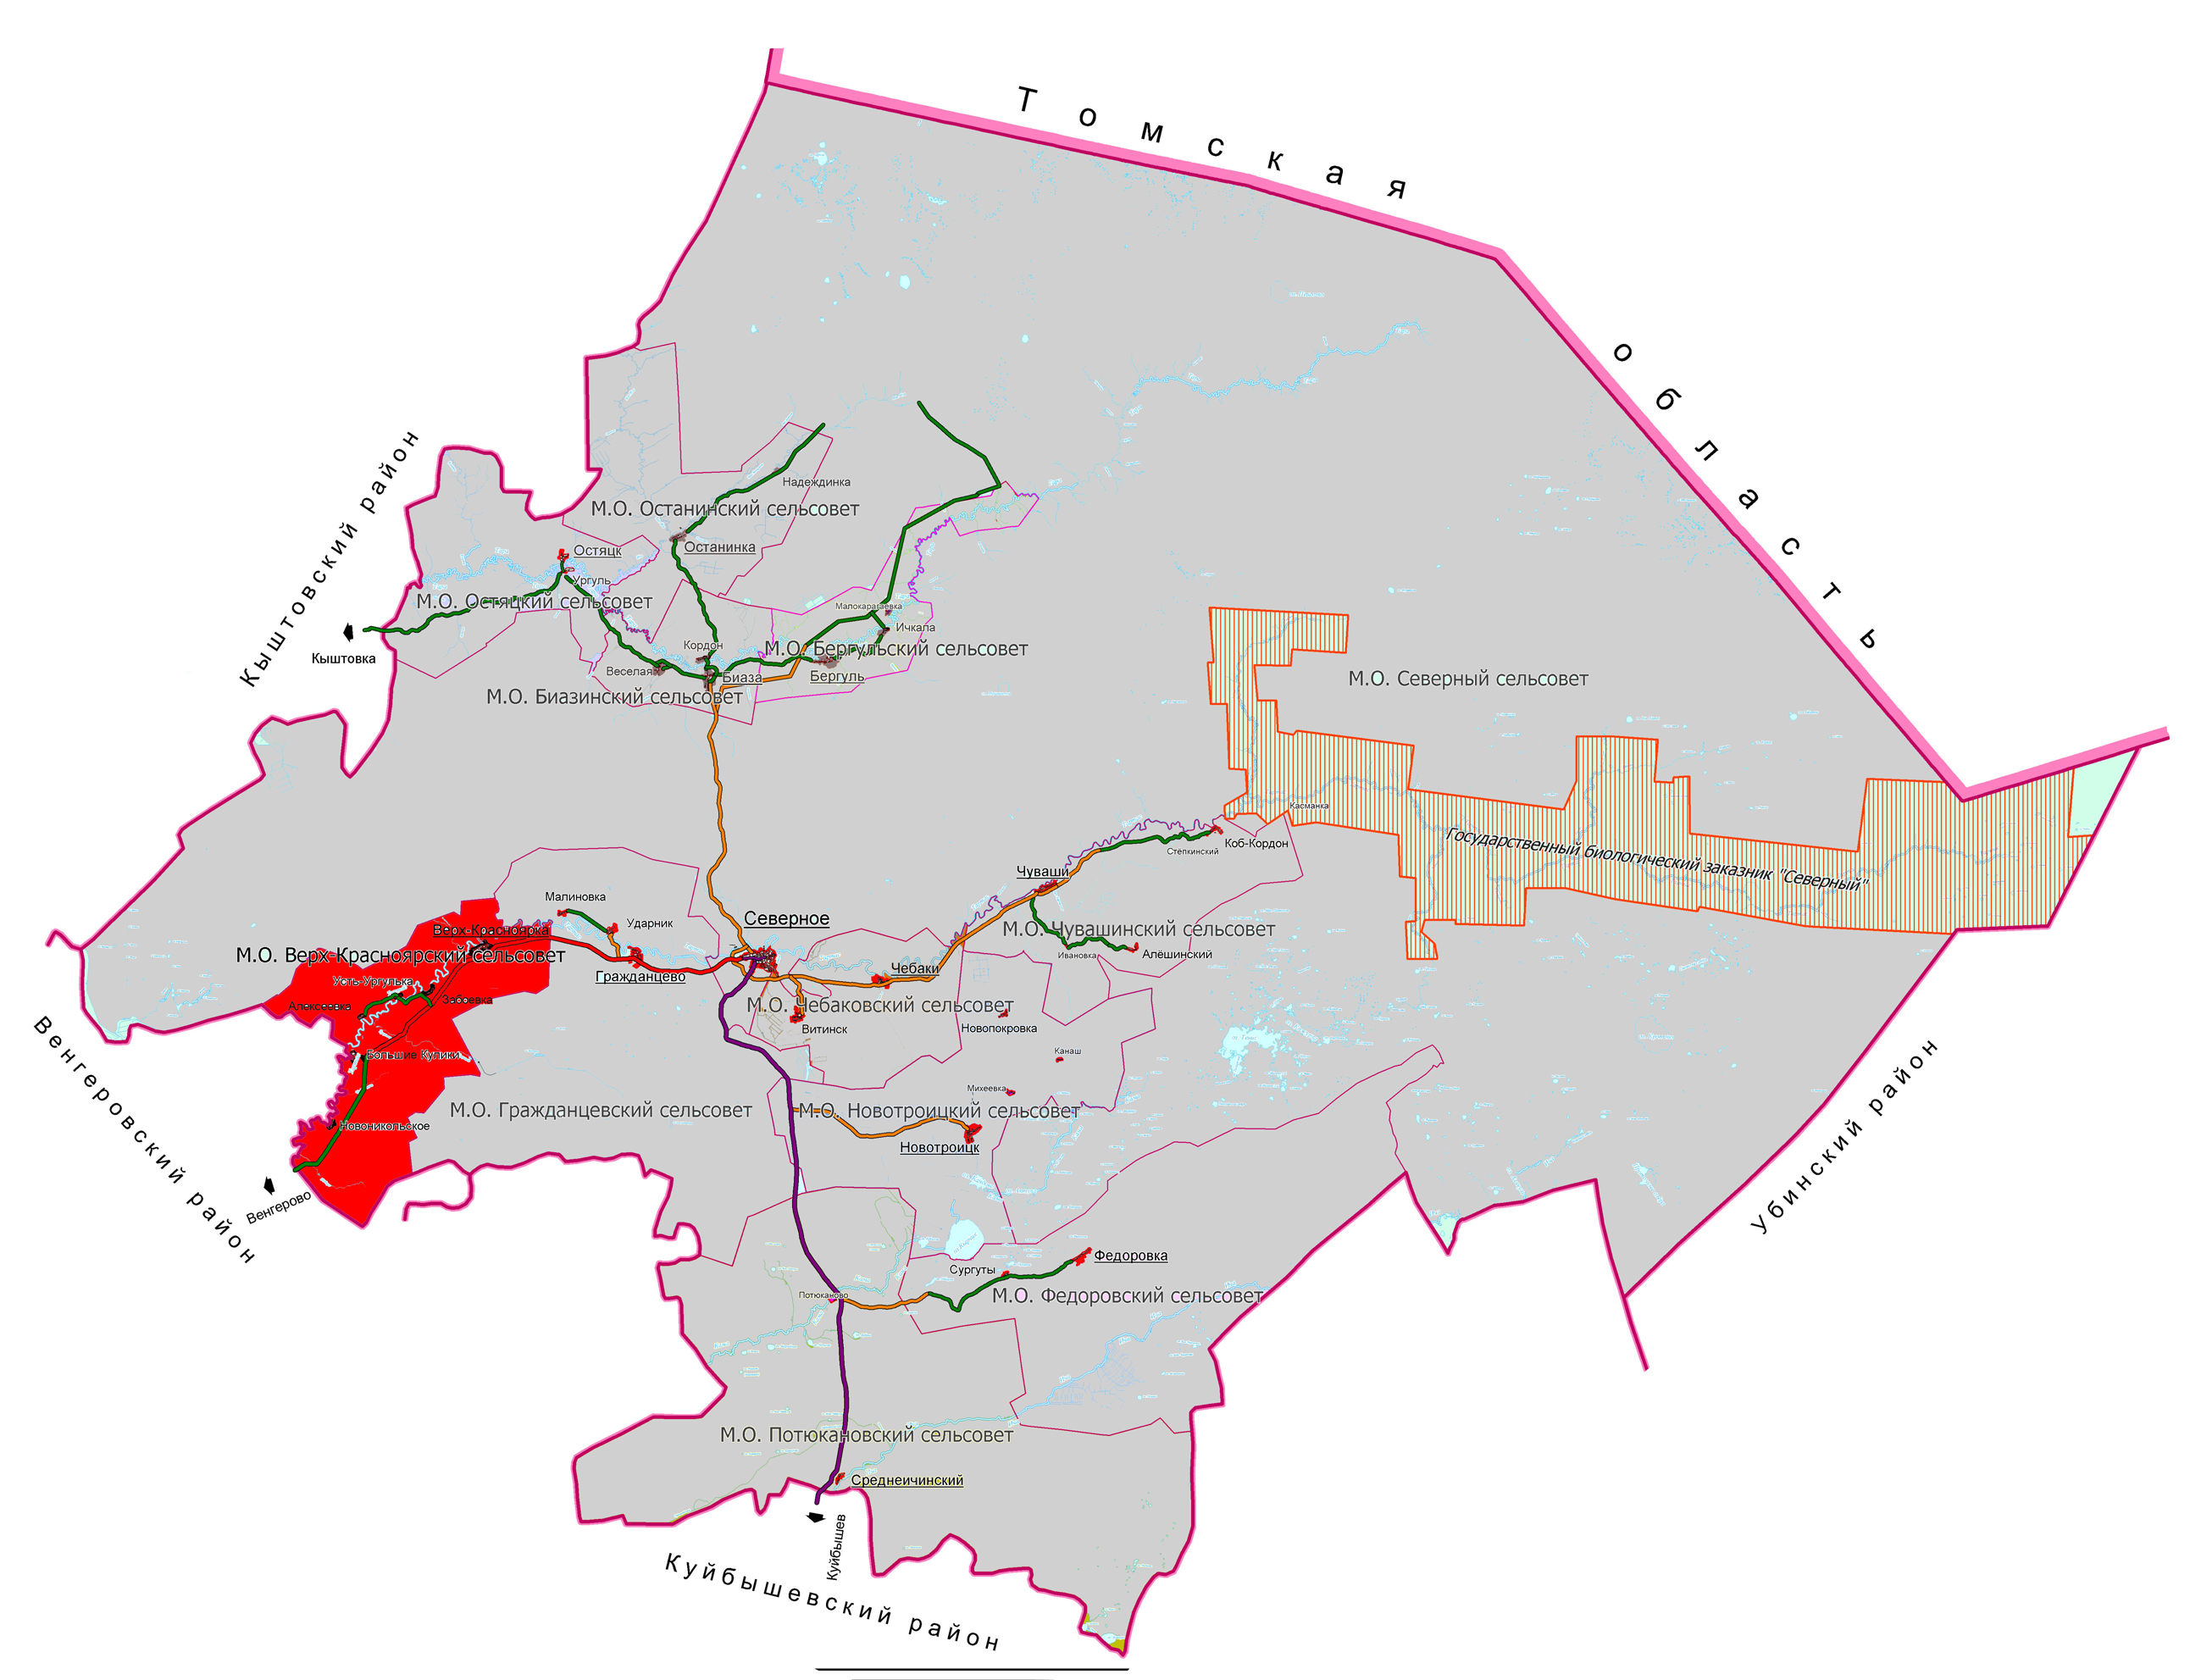 Томская область
Кыштовский район
Надеждинка
М.О. Останинский сельсовет
Останинка
Остяцк
Ургуль
М.О. Остяцкий сельсовет
Малокаратаевка
Ичкала
Кыштовка
Кордон
М.О. Бергульский сельсовет
Веселая
Биаза
Бергуль
М.О. Биазинский сельсовет
М.О. Северный сельсовет
Касманка
Государственный биологический заказник "Северный"
Коб-Кордон
Стёпкинский
Чуваши
Малиновка
Ударник
Северное
Верх-Красноярка
М.О. Чувашинский сельсовет
М.О. Верх-Красноярский сельсовет
Ивановка
Алёшинский
Гражданцево
Чебаки
Усть-Ургулька
Алексеевка
Забоевка
М.О. Чебаковский сельсовет
Витинск
Новопокровка
Венгеровский район
Большие Кулики
Канаш
Михеевка
М.О. Гражданцевский сельсовет
М.О. Новотроицкий сельсовет
Новоникольское
Новотроицк
Убинский район
Венгерово
Федоровка
Сургуты
Потюканово
М.О. Федоровский сельсовет
М.О. Потюкановский сельсовет
Среднеичинский
Куйбышев
Куйбышевский район